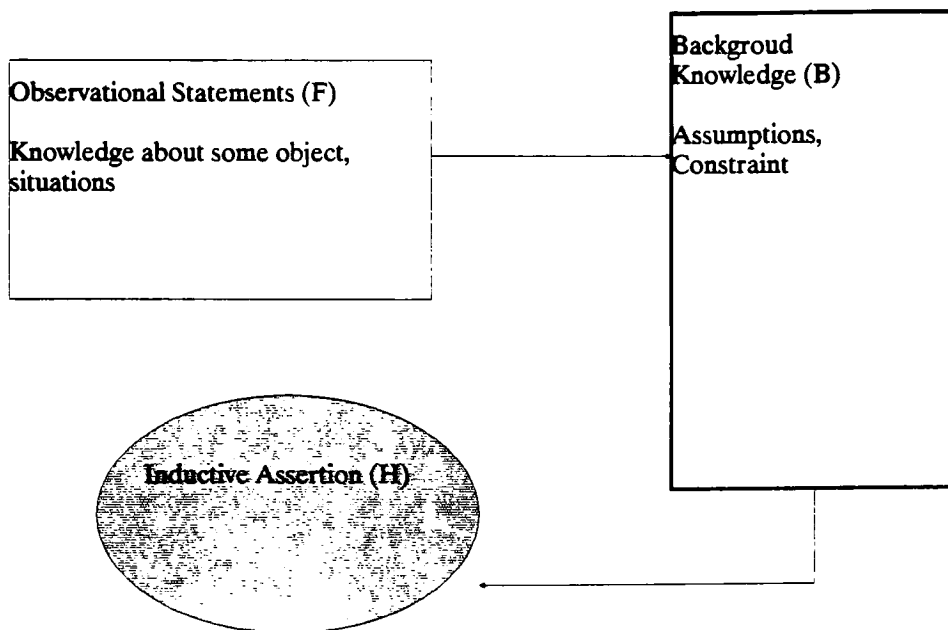 Observational Statements (F)
Knowledge about some object,
situations
Backgroud
Knowledge (B)
Assumptions,
Constraint
Inductive Assertion (H)